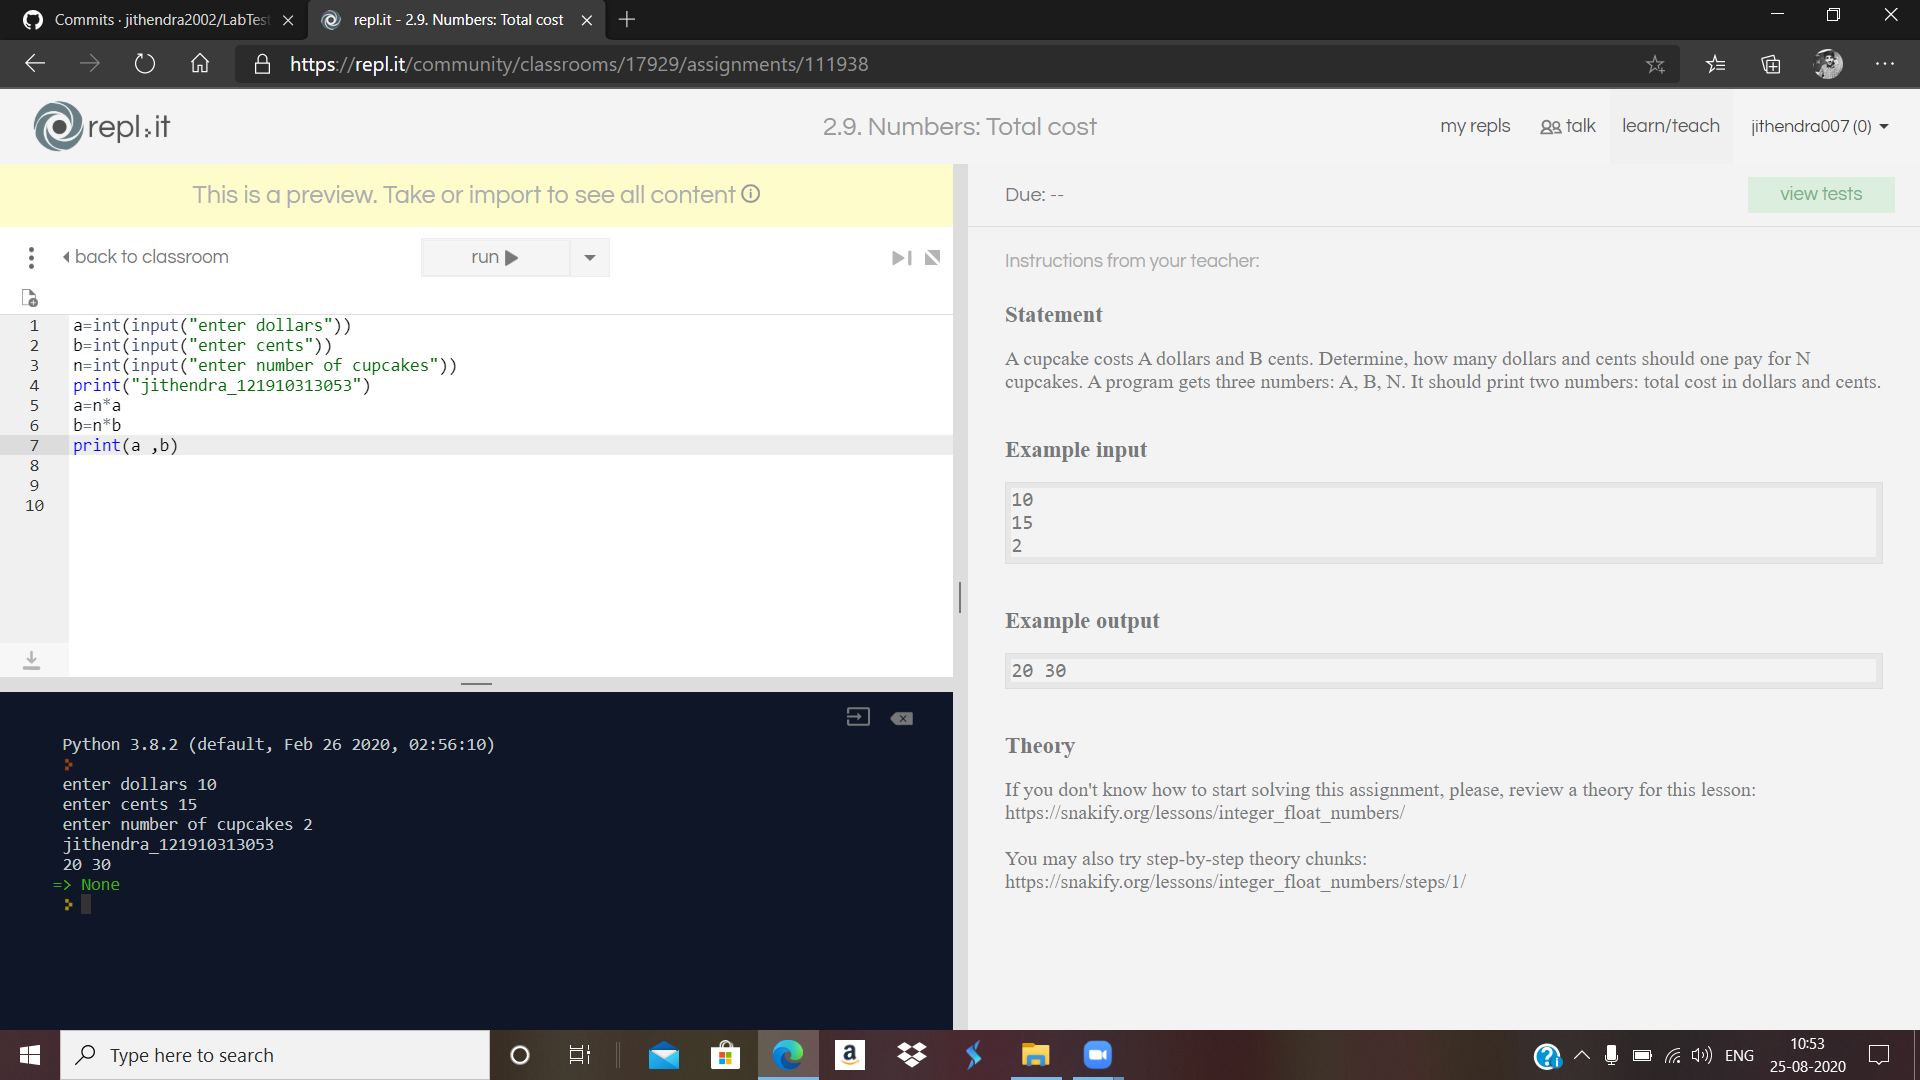 Commits · jithendra2002/LabTest
repl.it - 2.9. Numbers: Total cost
https://repl.it/community/classrooms/17929/assignments/111938
repl.it
2.9. Numbers: Total cost
my repls
talk
learn/teach
jithendra007 (0)
This is a preview. Take or import to see all content
Due: --
view tests
back to classroom
run
1 a=int(input("enter dollars"))
2 b=int(input("enter cents"))
3 n=int(input("enter number of cupcakes"))
4 print("jithendra_121910313053")
5 a=n*a
6 b=n*b
7 print(a ,b)
8
9
10
Python 3.8.2 (default, Feb 26 2020, 02:56:10)
enter dollars 10
enter cents 15
enter number of cupcakes 2
jithendra_121910313053
20 30
=> None
Instructions from your teacher:
Statement
A cupcake costs A dollars and B cents. Determine, how many dollars and cents should one pay for N
cupcakes. A program gets three numbers: A, B, N. It should print two numbers: total cost in dollars and cents.
Example input
10
15
2
Example output
20 30
Theory
If you don't know how to start solving this assignment, please, review a theory for this lesson:
https://snakify.org/lessons/integer_float_numbers/
You may also try step-by-step theory chunks:
https://snakify.org/lessons/integer_float_numbers/steps/1/
Type here to search
ENG
10:53
25-08-2020